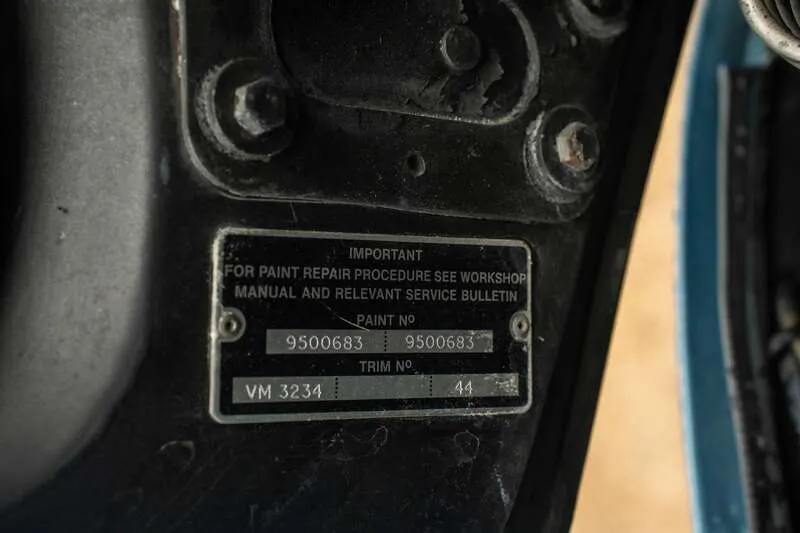 IMPORTANT
FOR PAINT REPAIR PROCEDURE SEE WORKSHOP
MANUAL AND RELEVANT SERVICE BULLETIN
PAINT Nº
9500683 9500683
TRIM Nº
VM 3234 44